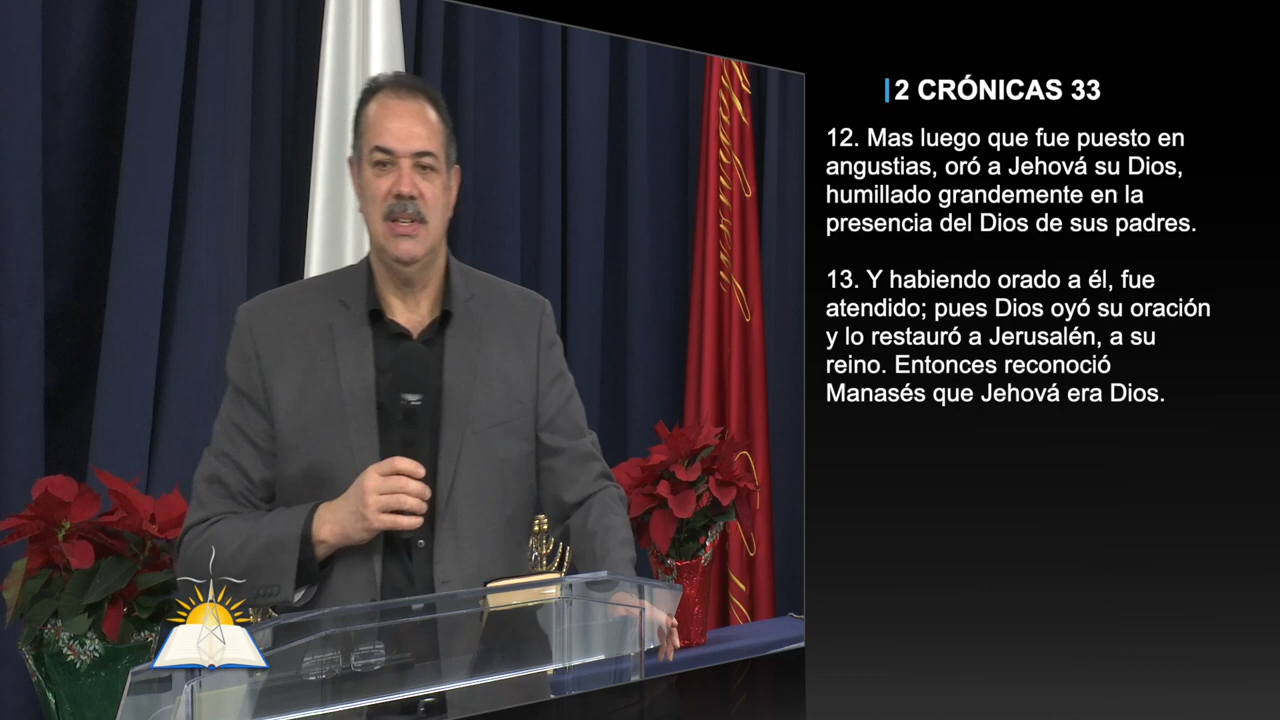 2 CRÓNICAS 33
12. Mas luego que fue puesto en
angustias, oró a Jehová su Dios,
humillado grandemente en la
presencia del Dios de sus padres.
13. Y habiendo orado a él, fue
atendido; pues Dios oyó su oración
y lo restauró a Jerusalén, a su
reino. Entonces reconoció
Manasés que Jehová era Dios.